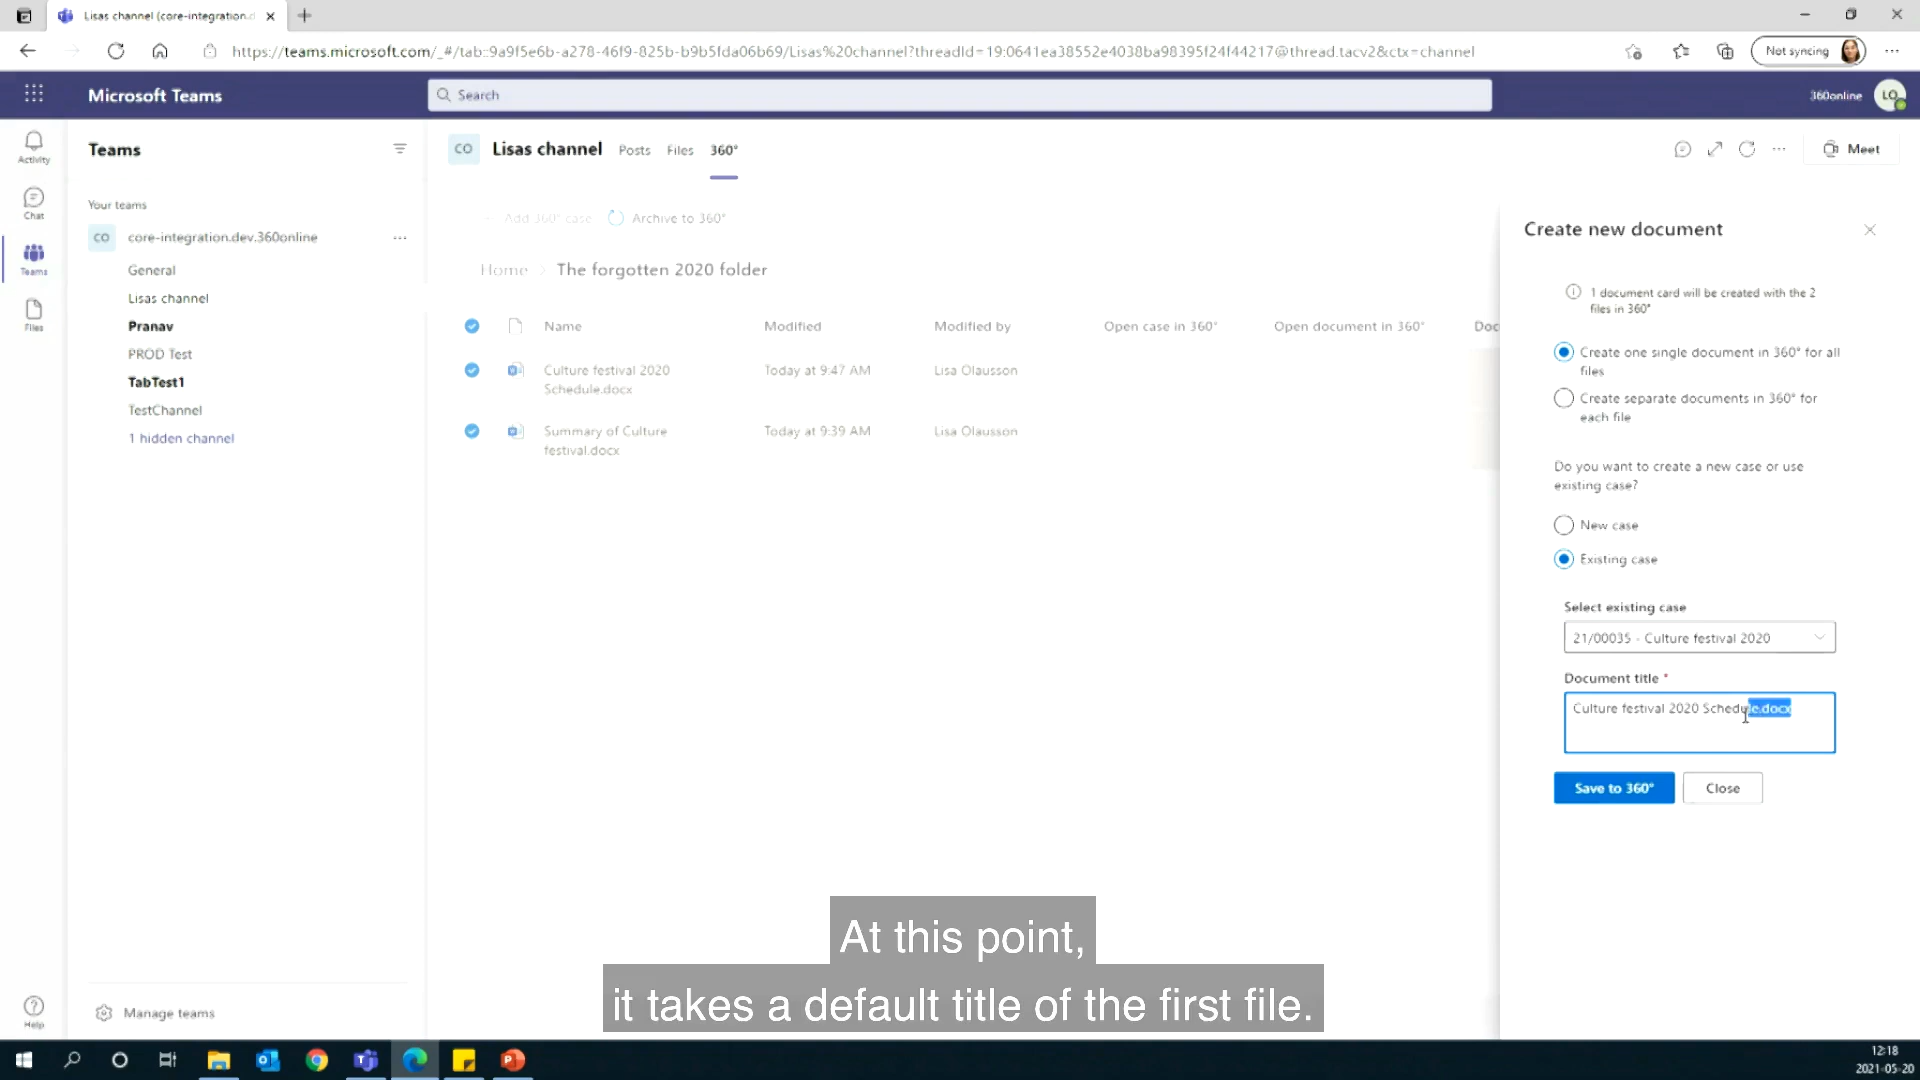 Lisas channel (core-integration.d
https://teams.microsoft.com/_#/tab::9a9f5e6b-a278-46f9-825b-b9b5fda06b69/Lisas%20channel?threadId=19:0641ea38552e4038ba98395f24f44217@thread.tacv2&ctx=channel
Not syncing
Microsoft Teams
Search
360online
LO
Activity
Chat
Teams
Files
Help
Teams
Your teams
CO
core-integration.dev.360online
General
Lisas channel
Pranav
PROD Test
TabTest1
TestChannel
1 hidden channel
Manage teams
CO
Lisas channel
Posts
Files
360°
Meet
Add 360° case
Archive to 360°
Home > The forgotten 2020 folder
Name
Modified
Modified by
Open case in 360°
Open document in 360°
Doc
Culture festival 2020
Schedule.docx
Today at 9:47 AM
Lisa Olausson
Summary of Culture
festival.docx
Today at 9:39 AM
Lisa Olausson
Create new document
1 document card will be created with the 2
files in 360°
Create one single document in 360° for all
files
Create separate documents in 360° for
each file
Do you want to create a new case or use
existing case?
New case
Existing case
Select existing case
21/00035 - Culture festival 2020
Document title *
Culture festival 2020 Schedule.docx
Save to 360°
Close
At this point,
it takes a default title of the first file.
12:18
2021-05-20